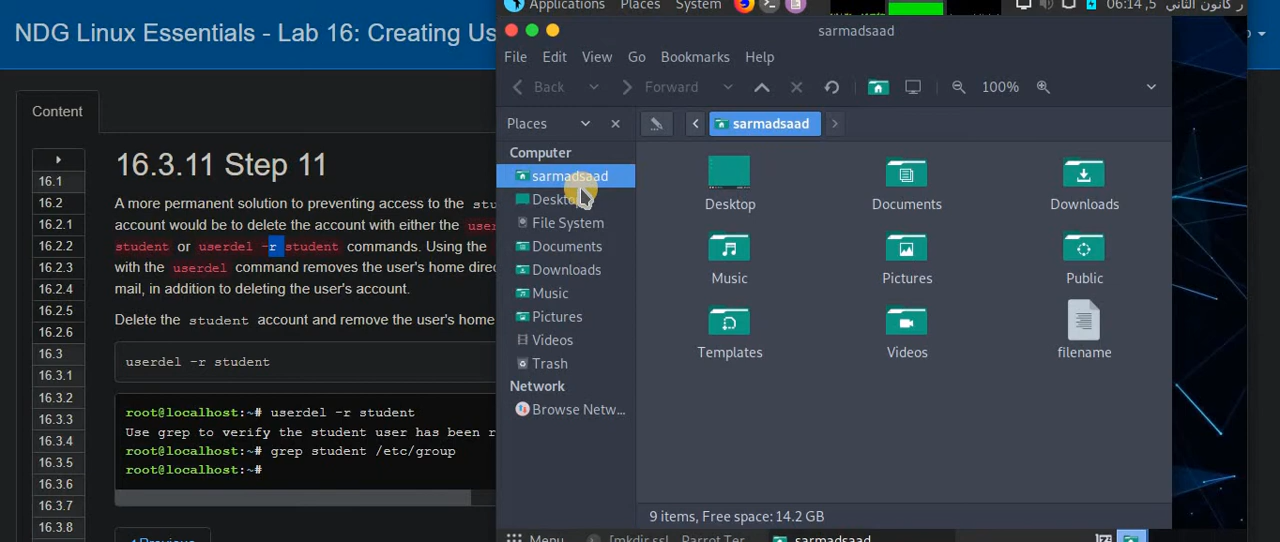 NDG Linux Essentials - Lab 16: Creating Us
Content
16.1
16.2
16.2.1
16.2.2
16.2.3
16.2.4
16.2.5
16.2.6
16.3
16.3.1
16.3.2
16.3.3
16.3.4
16.3.5
16.3.6
16.3.7
16.3.8
16.3.11 Step 11
A more permanent solution to preventing access to the stu
account would be to delete the account with either the user
student or userdel -r student commands. Using the
with the userdel command removes the user's home direc
mail, in addition to deleting the user's account.
Delete the student account and remove the user's home
userdel -r student
root@localhost:~# userdel -r student
Use grep to verify the student user has been r
root@localhost:~# grep student /etc/group
root@localhost:~#
Previous
Applications Places System
06:14,5 ر كانون الثاني
sarmadsaad
File Edit View Go Bookmarks Help
Back Forward 100%
Places
sarmadsaad
Computer
sarmadsaad
Desktop
File System
Documents
Downloads
Music
Pictures
Videos
Trash
Network
Browse Netw...
Desktop Documents Downloads
Music Pictures Public
Templates Videos filename
9 items, Free space: 14.2 GB
Menu [mkdir ssl - Parrot Ter sarmadsaad